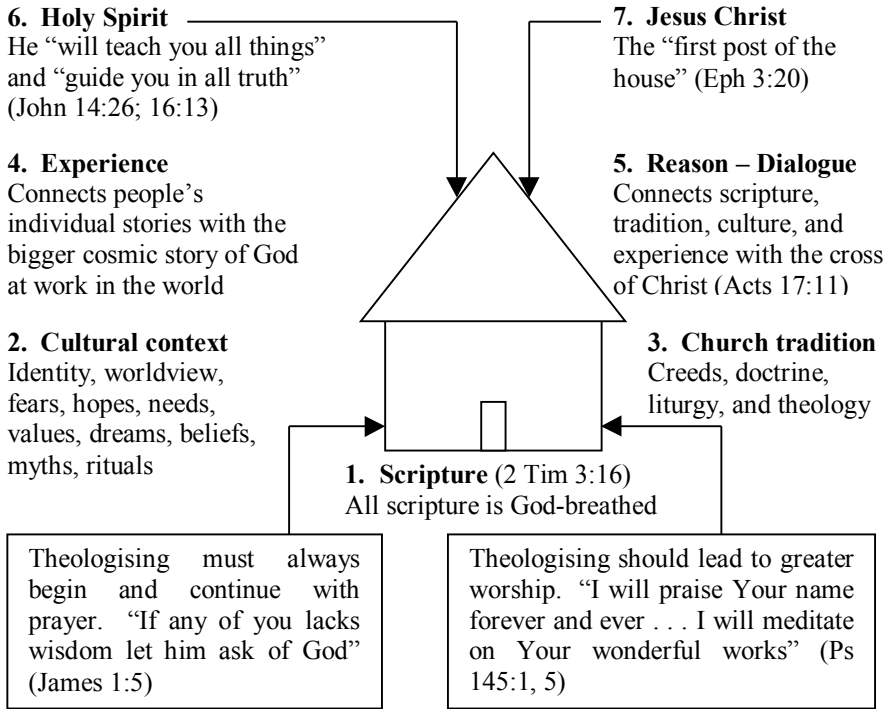 6. Holy Spirit
He “will teach you all things”
and “guide you in all truth”
(John 14:26; 16:13)
7. Jesus Christ
The “first post of the
house” (Eph 3:20)
4. Experience
Connects people’s
individual stories with the
bigger cosmic story of God
at work in the world
5. Reason – Dialogue
Connects scripture,
tradition, culture, and
experience with the cross
of Christ (Acts 17:11)
2. Cultural context
Identity, worldview,
fears, hopes, needs,
values, dreams, beliefs,
myths, rituals
3. Church tradition
Creeds, doctrine,
liturgy, and theology
1. Scripture (2 Tim 3:16)
All scripture is God-breathed
Theologising must always
begin and continue with
prayer. “If any of you lacks
wisdom let him ask of God”
(James 1:5)
Theologising should lead to greater
worship. “I will praise Your name
forever and ever . . . I will meditate
on Your wonderful works” (Ps
145:1, 5)